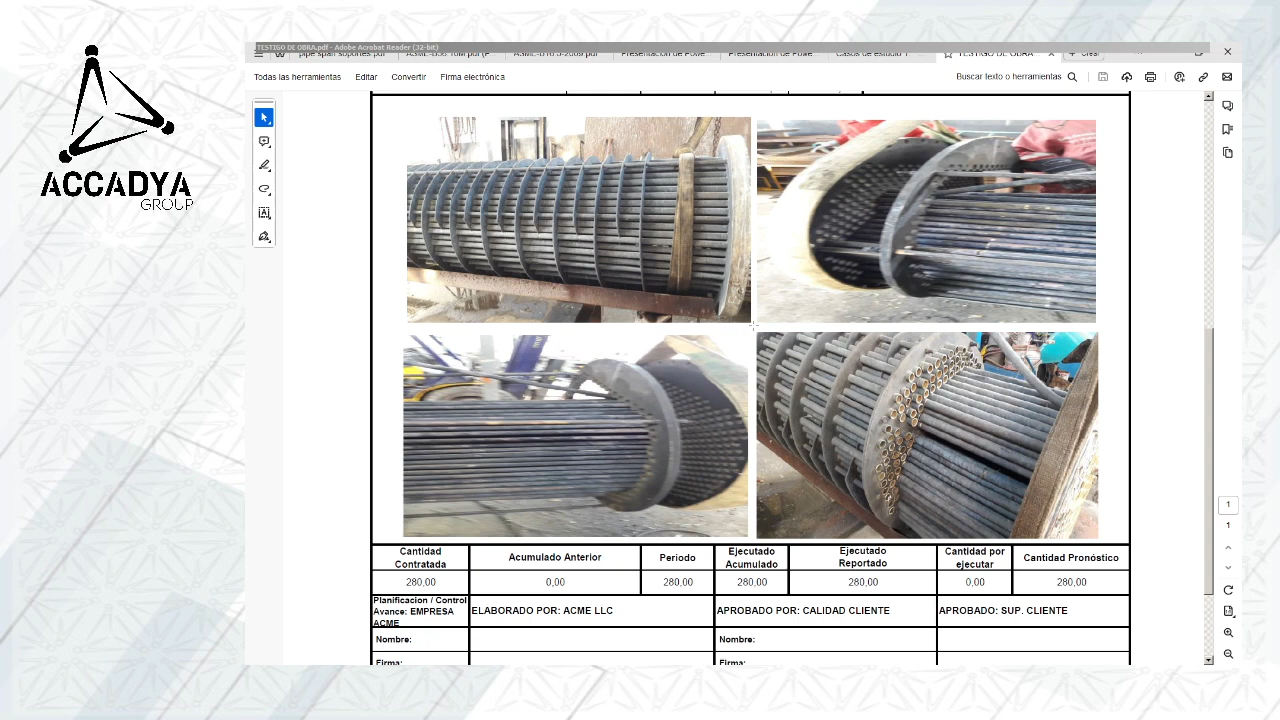 ACCADYA
GROUP
TESTIGO DE OBRA.pdf - Adobe Acrobat Reader (32-bit)
Todas las herramientas Editar Convertir Firma electrónica Buscar texto o herramientas
Cantidad Contratada Acumulado Anterior Periodo Ejecutado Acumulado Ejecutado Reportado Cantidad por ejecutar Cantidad Pronóstico
280,00 0,00 280,00 280,00 280,00 0,00 280,00
Planificacion / Control
Avance: EMPRESA
ACME
ELABORADO POR: ACME LLC APROBADO POR: CALIDAD CLIENTE APROBADO: SUP. CLIENTE
Nombre: Nombre:
Firma: Firma:
1
1